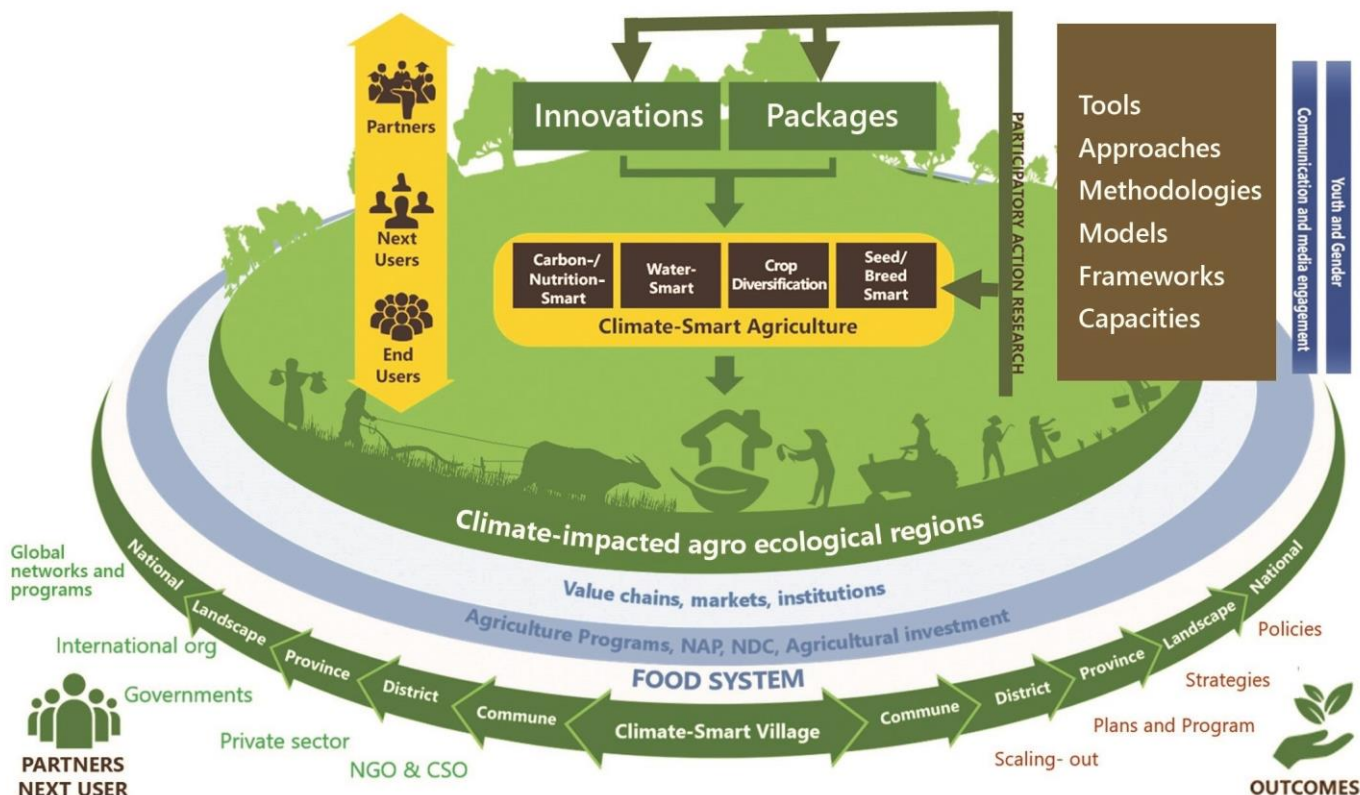 Partners
Next
Users
End
Users
Innovations
Packages
Carbon-/
Nutrition-
Smart
Water-
Smart
Crop
Diversification
Seed/
Breed
Smart
Climate-Smart Agriculture
PARTICIPATORY ACTION RESEARCH
Tools
Approaches
Methodologies
Models
Frameworks
Capacities
Communication and media engagement
Youth and Gender
Climate-impacted agro ecological regions
Value chains, markets, institutions
Agriculture Programs, NAP, NDC, Agricultural investment
FOOD SYSTEM
National
Landscape
Province
District
Commune
Climate-Smart Village
Commune
District
Province
Landscape
National
Global
networks and
programs
International org
Governments
Private sector
NGO & CSO
PARTNERS
NEXT USER
Policies
Strategies
Plans and Program
Scaling- out
OUTCOMES